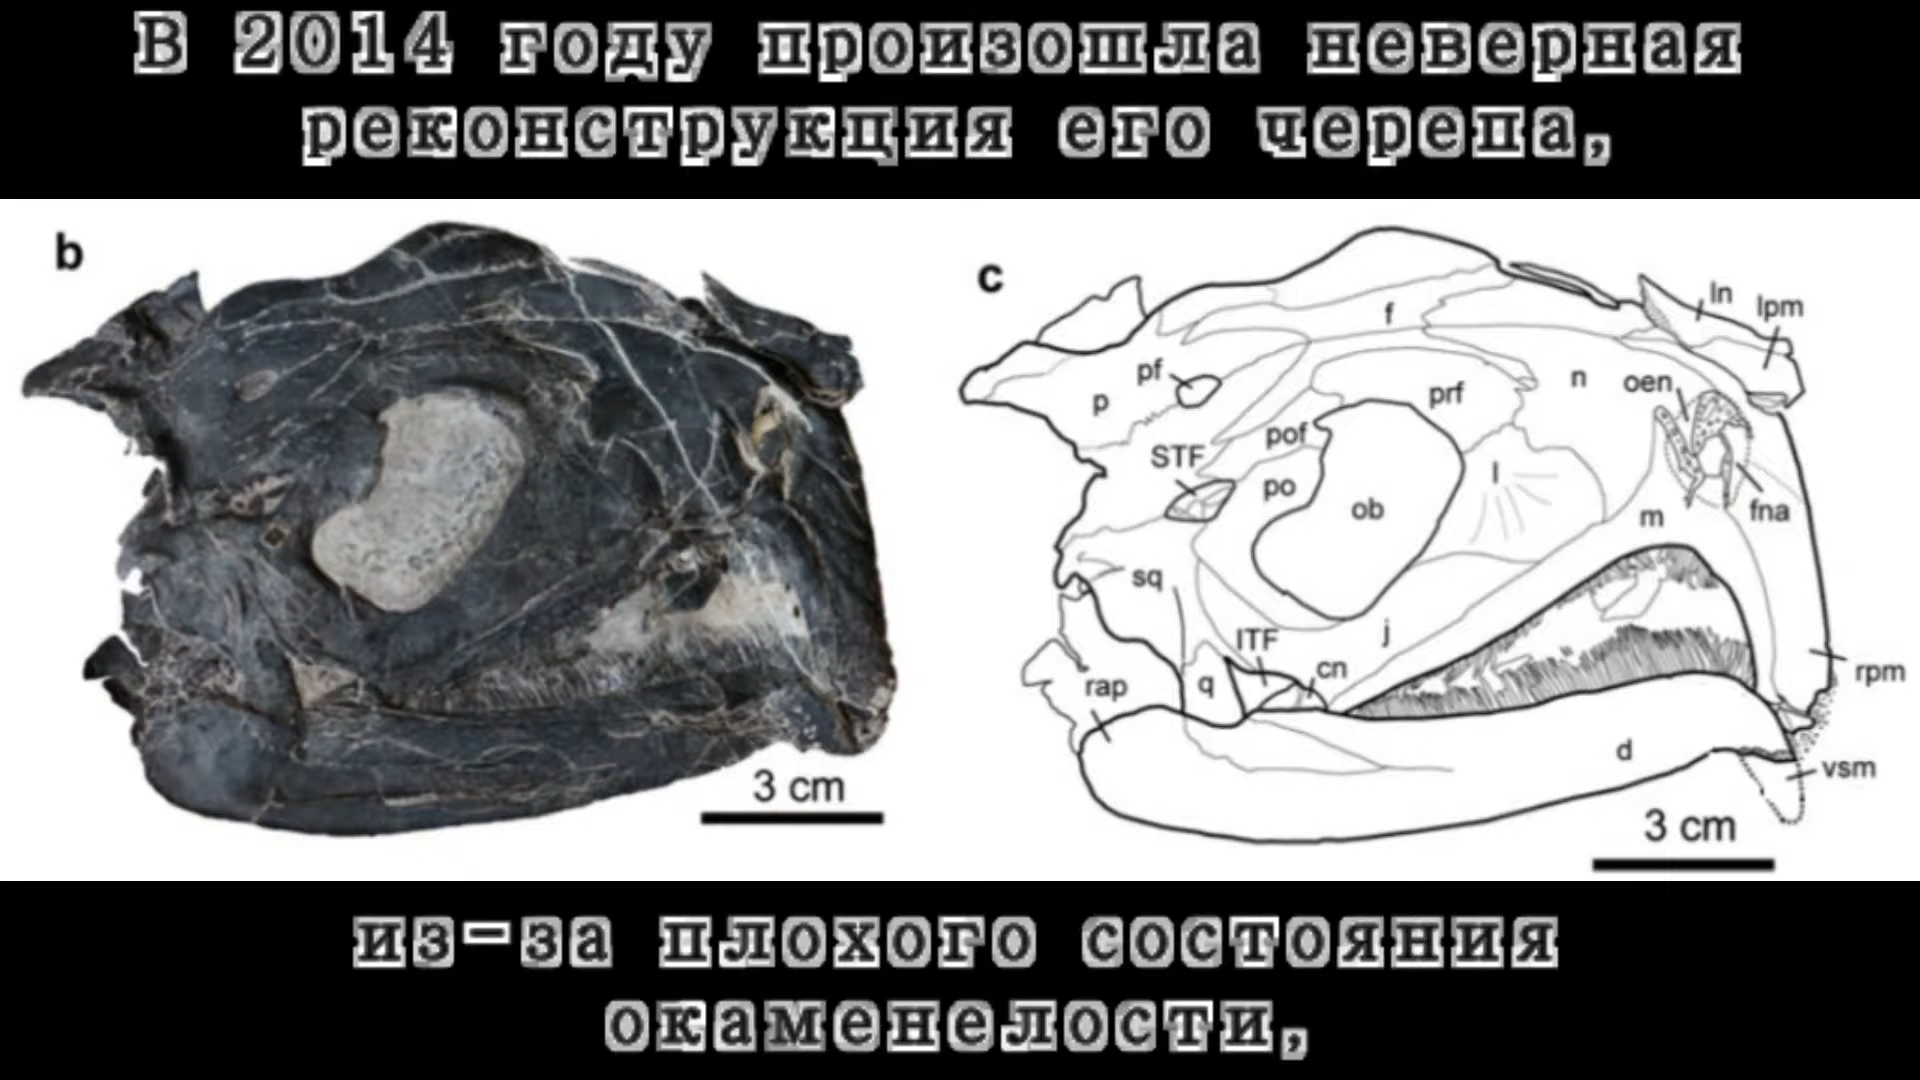 В 2014 году произошла неверная
реконструкция его черепа,
b
3 cm
c
ln
lpm
f
pf
p
n
oen
prf
pof
STF
po
l
ob
fna
m
sq
j
lTF
cn
rap
q
rpm
d
vsm
3 cm
из-за плохого состояния
окаменелости,